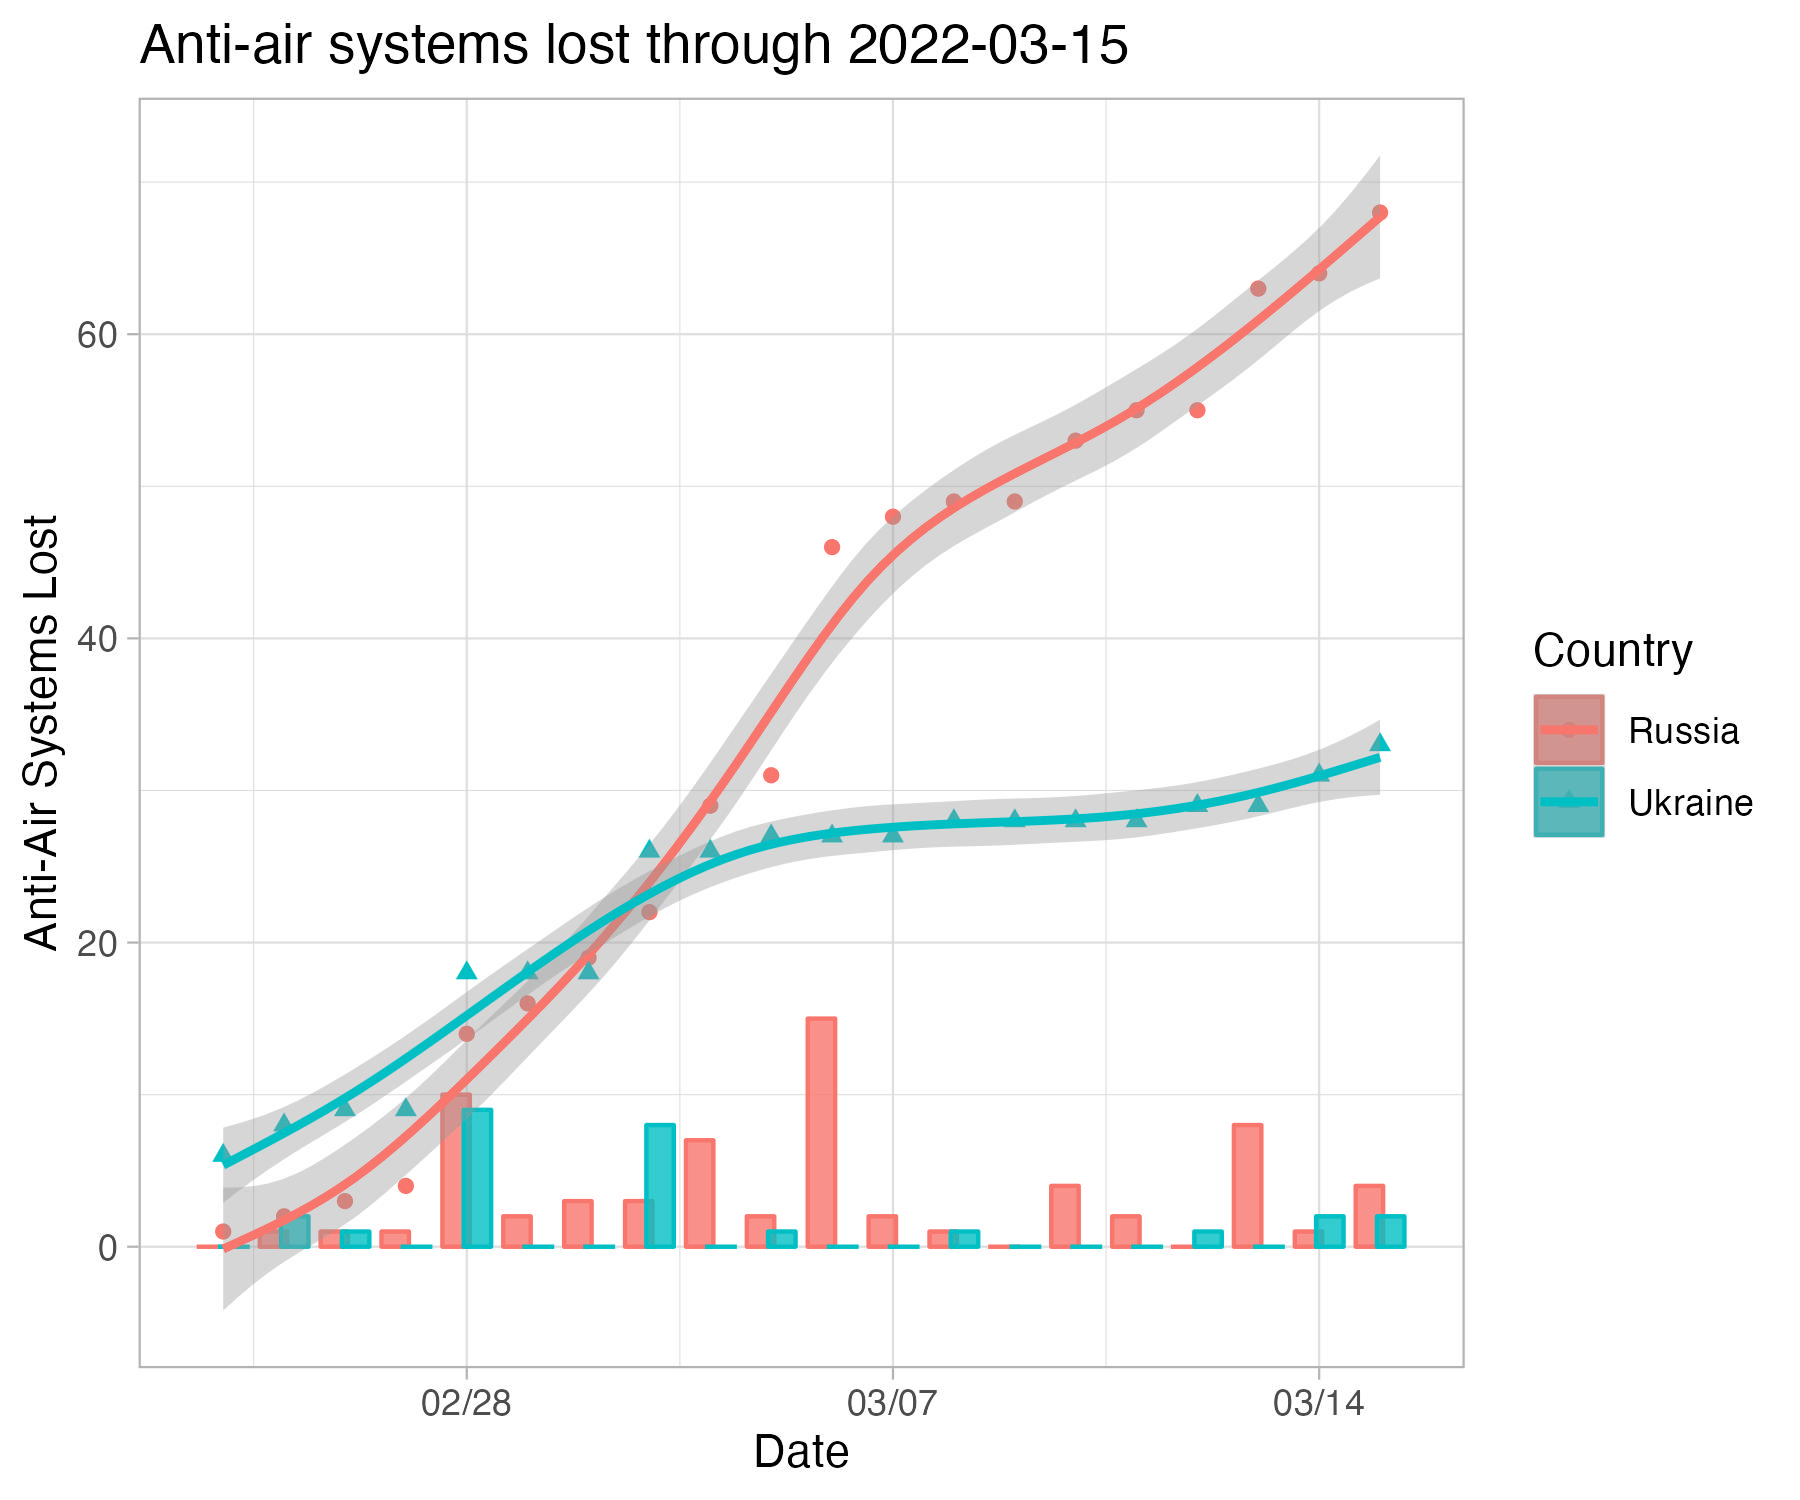 Anti-air systems lost through 2022-03-15
Anti-Air Systems Lost
60
40
20
0
02/28
03/07
03/14
Date
Country
Russia
Ukraine